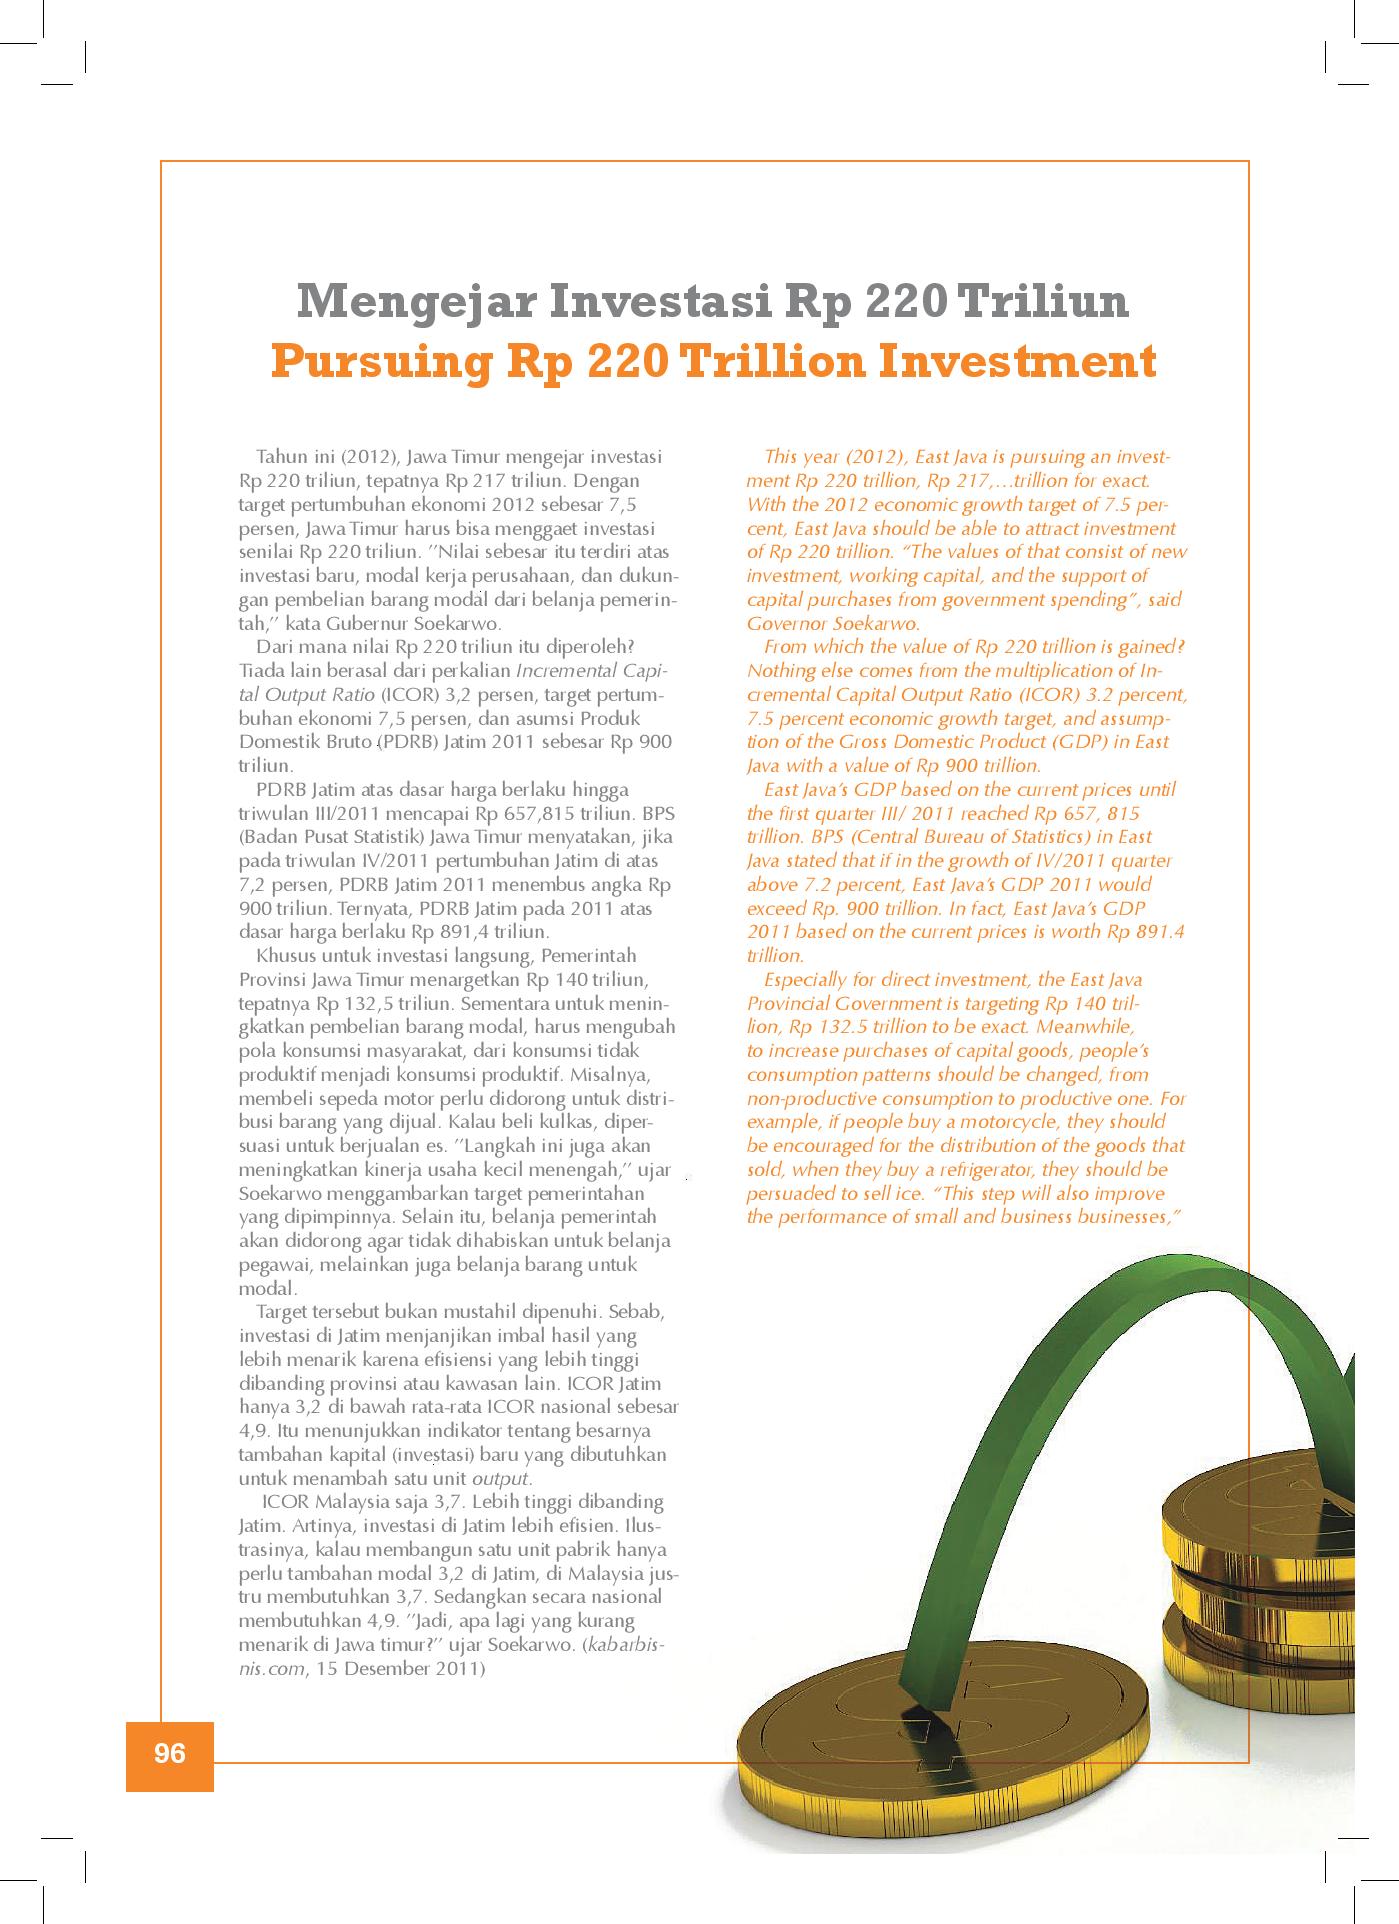 Mengejar Investasi Rp 220 Triliun
Pursuing Rp 220 Trillion Investment
Tahun ini (2012), Jawa Timur mengejar investasi
Rp 220 triliun, tepatnya Rp 217 triliun. Dengan
target pertumbuhan ekonomi 2012 sebesar 7,5
persen, Jawa Timur harus bisa menggaet investasi
senilai Rp 220 triliun. ’’Nilai sebesar itu terdiri atas
investasi baru, modal kerja perusahaan, dan dukun-
gan pembelian barang modal dari belanja pemerin-
tah,’’ kata Gubernur Soekarwo.
Dari mana nilai Rp 220 triliun itu diperoleh?
Tiada lain berasal dari perkalian Incremental Capi-
tal Output Ratio (ICOR) 3,2 persen, target pertum-
buhan ekonomi 7,5 persen, dan asumsi Produk
Domestik Bruto (PDRB) Jatim 2011 sebesar Rp 900
triliun.
PDRB Jatim atas dasar harga berlaku hingga
triwulan III/2011 mencapai Rp 657,815 triliun. BPS
(Badan Pusat Statistik) Jawa Timur menyatakan, jika
pada triwulan IV/2011 pertumbuhan Jatim di atas
7,2 persen, PDRB Jatim 2011 menembus angka Rp
900 triliun. Ternyata, PDRB Jatim pada 2011 atas
dasar harga berlaku Rp 891,4 triliun.
Khusus untuk investasi langsung, Pemerintah
Provinsi Jawa Timur menargetkan Rp 140 triliun,
tepatnya Rp 132,5 triliun. Sementara untuk menin-
gkatkan pembelian barang modal, harus mengubah
pola konsumsi masyarakat, dari konsumsi tidak
produktif menjadi konsumsi produktif. Misalnya,
membeli sepeda motor perlu didorong untuk distri-
busi barang yang dijual. Kalau beli kulkas, diper-
suasi untuk berjualan es. ’’Langkah ini juga akan
meningkatkan kinerja usaha kecil menengah,’’ ujar
Soekarwo menggambarkan target pemerintahan
yang dipimpinnya. Selain itu, belanja pemerintah
akan didorong agar tidak dihabiskan untuk belanja
pegawai, melainkan juga belanja barang untuk
modal.
Target tersebut bukan mustahil dipenuhi. Sebab,
investasi di Jatim menjanjikan imbal hasil yang
lebih menarik karena efisiensi yang lebih tinggi
dibanding provinsi atau kawasan lain. ICOR Jatim
hanya 3,2 di bawah rata-rata ICOR nasional sebesar
4,9. Itu menunjukkan indikator tentang besarnya
tambahan kapital (investasi) baru yang dibutuhkan
untuk menambah satu unit output.
ICOR Malaysia saja 3,7. Lebih tinggi dibanding
Jatim. Artinya, investasi di Jatim lebih efisien. Ilus-
trasinya, kalau membangun satu unit pabrik hanya
perlu tambahan modal 3,2 di Jatim, di Malaysia jus-
tru membutuhkan 3,7. Sedangkan secara nasional
membutuhkan 4,9. ’’Jadi, apa lagi yang kurang
menarik di Jawa timur?’’ ujar Soekarwo. (kabarbis-
nis.com, 15 Desember 2011)
This year (2012), East Java is pursuing an invest-
ment Rp 220 trillion, Rp 217,…trillion for exact.
With the 2012 economic growth target of 7.5 per-
cent, East Java should be able to attract investment
of Rp 220 trillion. “The values of that consist of new
investment, working capital, and the support of
capital purchases from government spending”, said
Governor Soekarwo.
From which the value of Rp 220 trillion is gained?
Nothing else comes from the multiplication of In-
cremental Capital Output Ratio (ICOR) 3.2 percent,
7.5 percent economic growth target, and assump-
tion of the Gross Domestic Product (GDP) in East
Java with a value of Rp 900 trillion.
East Java’s GDP based on the current prices until
the first quarter III/ 2011 reached Rp 657, 815
trillion. BPS (Central Bureau of Statistics) in East
Java stated that if in the growth of IV/2011 quarter
above 7.2 percent, East Java’s GDP 2011 would
exceed Rp. 900 trillion. In fact, East Java’s GDP
2011 based on the current prices is worth Rp 891.4
trillion.
Especially for direct investment, the East Java
Provincial Government is targeting Rp 140 tril-
lion, Rp 132.5 trillion to be exact. Meanwhile,
to increase purchases of capital goods, people’s
consumption patterns should be changed, from
non-productive consumption to productive one. For
example, if people buy a motorcycle, they should
be encouraged for the distribution of the goods that
sold, when they buy a refrigerator, they should be
persuaded to sell ice. “This step will also improve
the performance of small and business businesses,”
96